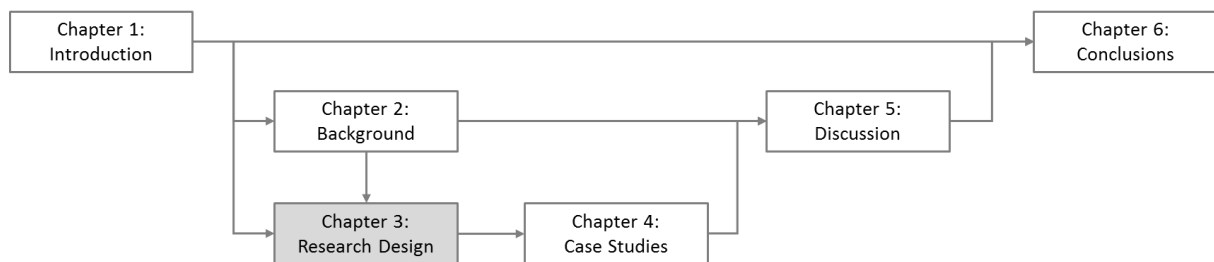 Chapter 1:
Introduction
Chapter 6:
Conclusions
Chapter 2:
Background
Chapter 5:
Discussion
Chapter 3:
Research Design
Chapter 4:
Case Studies